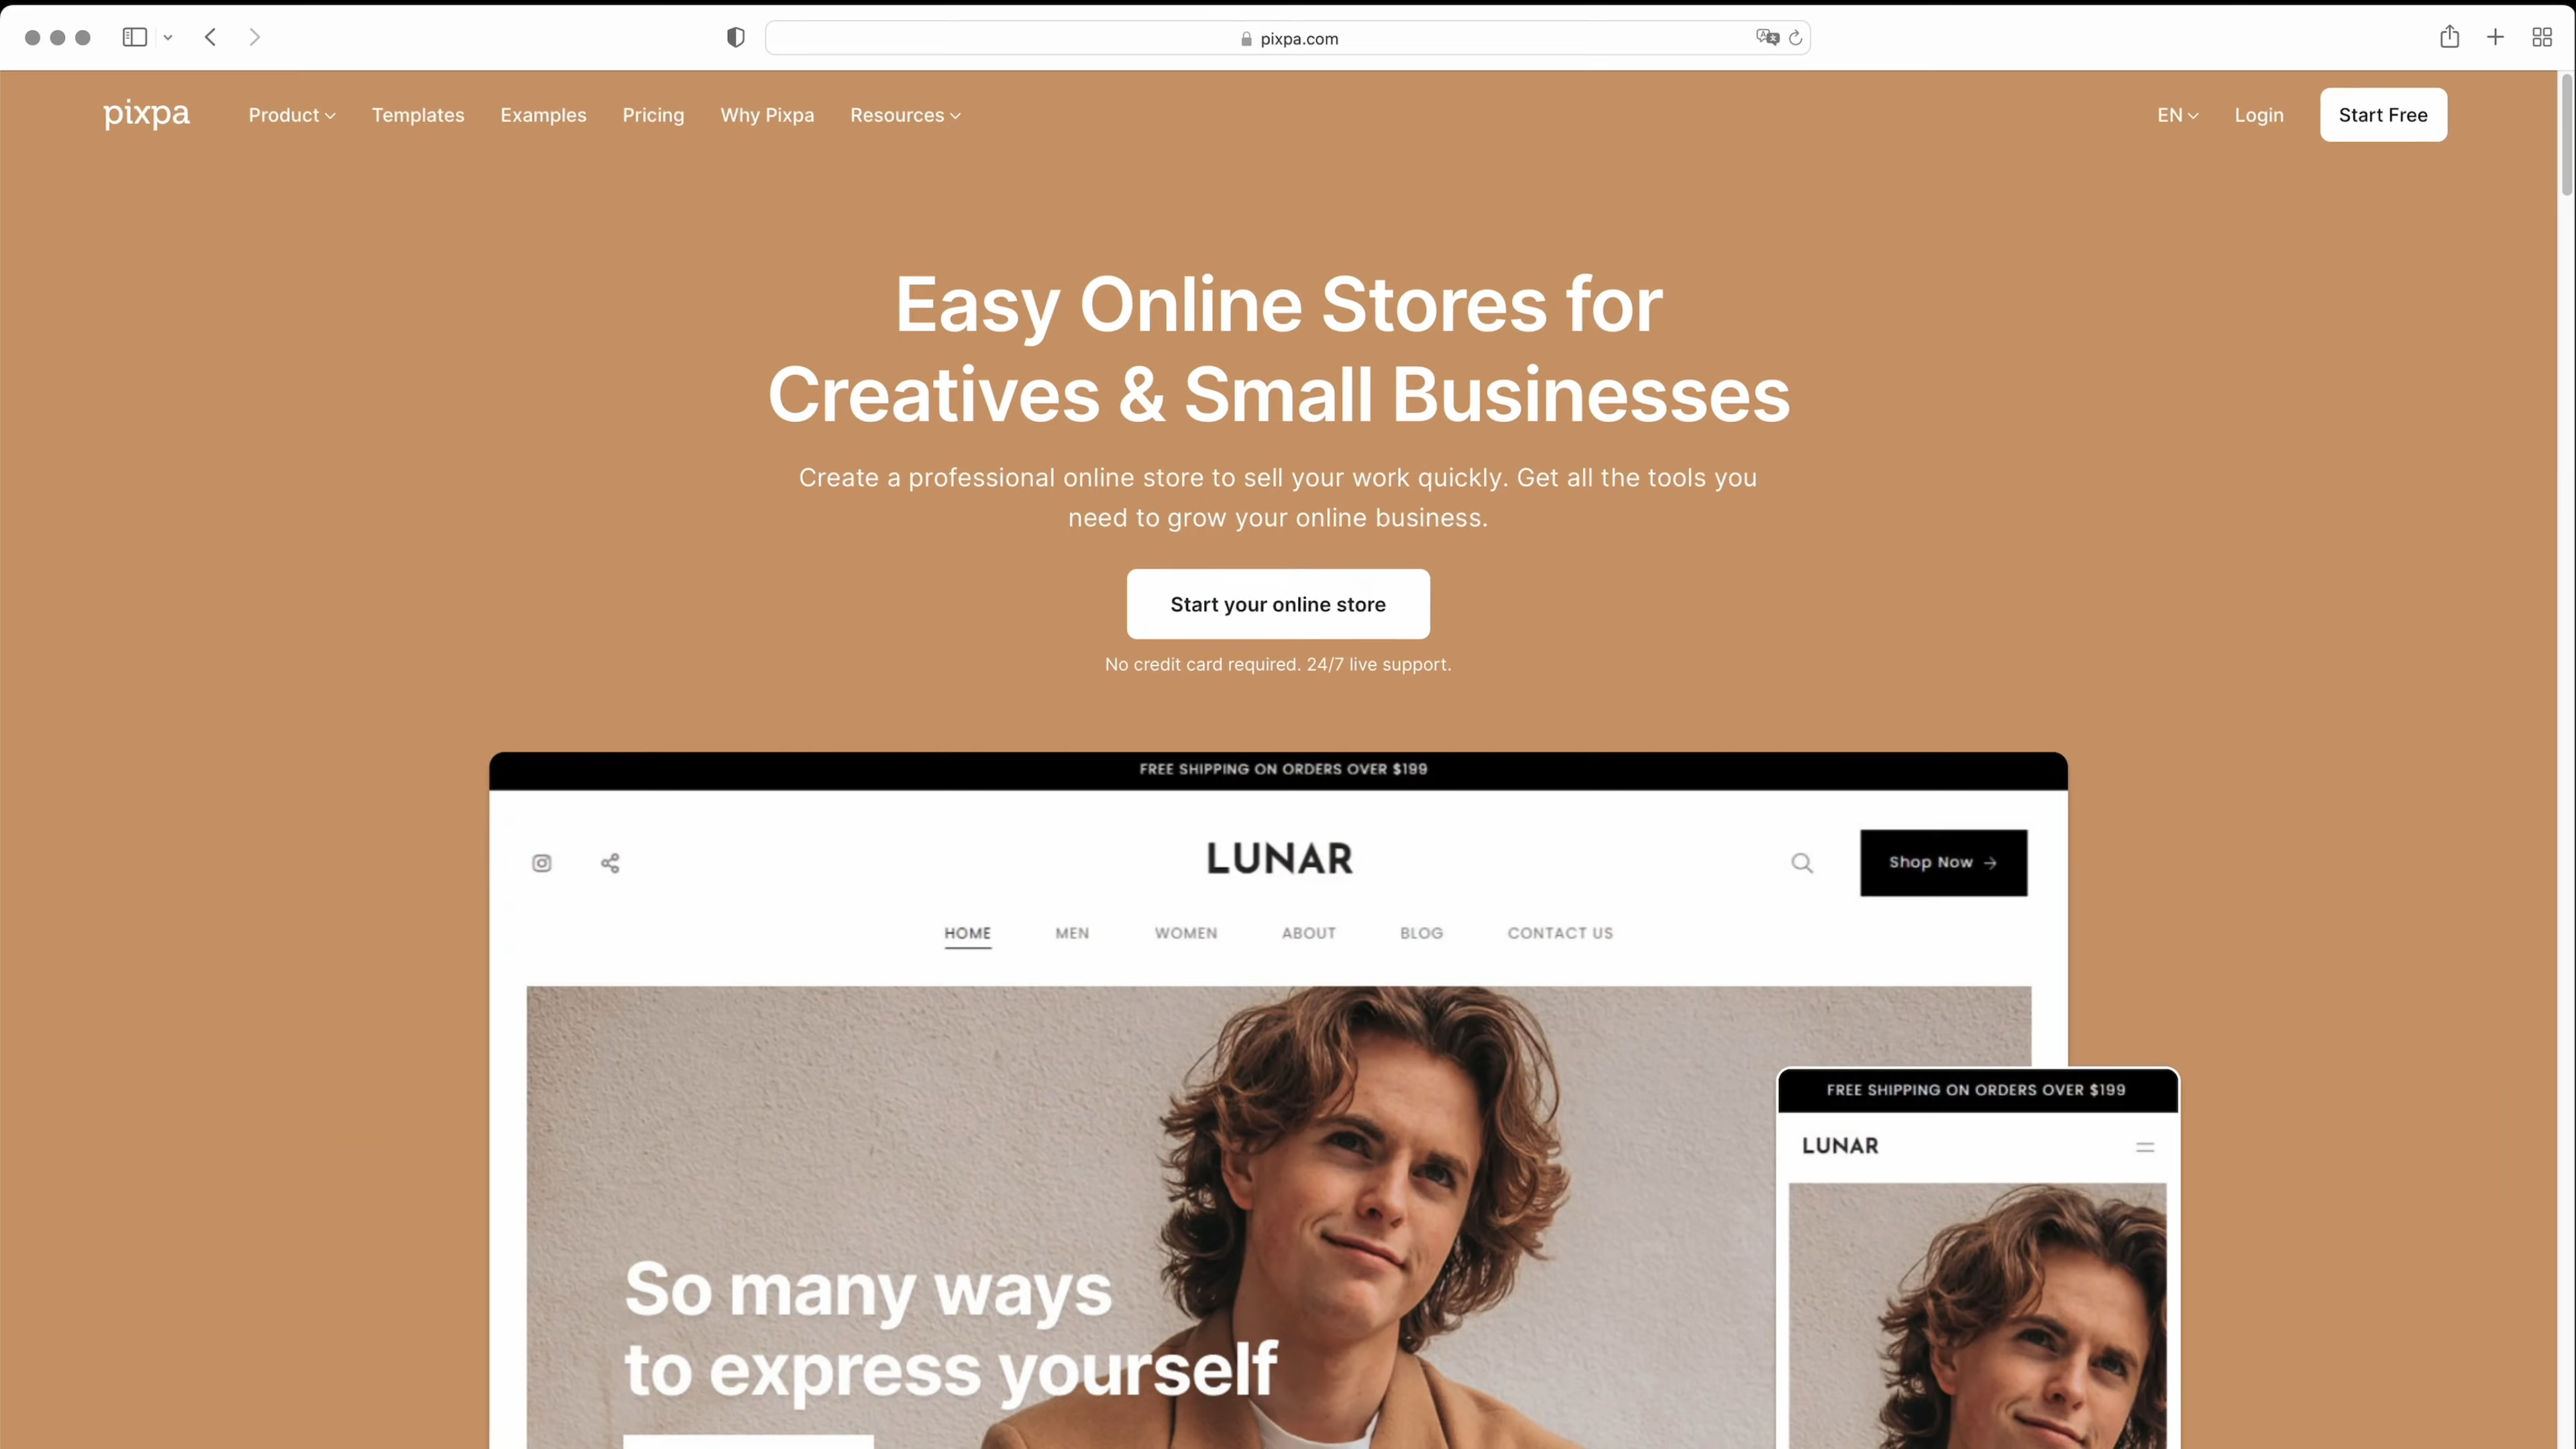 pixpa.com
pixpa
Product
Templates
Examples
Pricing
Why Pixpa
Resources
EN
Login
Start Free
Easy Online Stores for
Creatives & Small Businesses
Create a professional online store to sell your work quickly. Get all the tools you
need to grow your online business.
Start your online store
No credit card required. 24/7 live support.
FREE SHIPPING ON ORDERS OVER $199
LUNAR
Shop Now →
HOME
MEN
WOMEN
ABOUT
BLOG
CONTACT US
So many ways
to express yourself
FREE SHIPPING ON ORDERS OVER $199
LUNAR